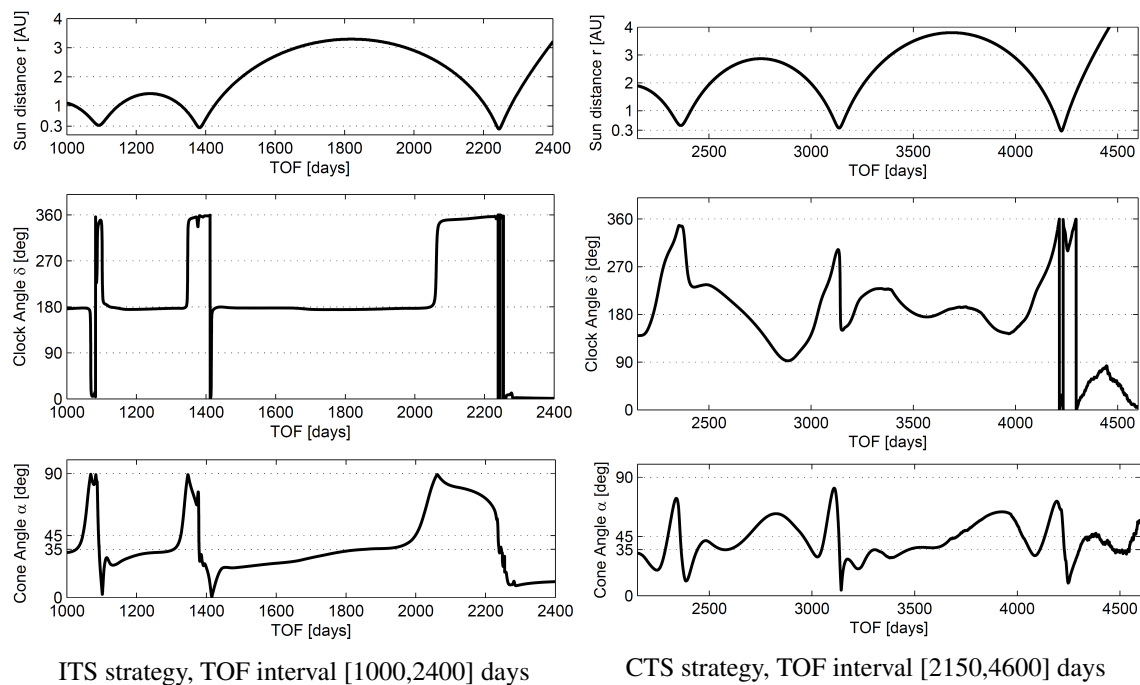 Sun distance r [AU]
4
3
2
1
0.3
1000 1200 1400 1600 1800 2000 2200 2400
TOF [days]
Clock Angle δ [deg]
360
270
180
90
0
1000 1200 1400 1600 1800 2000 2200 2400
TOF [days]
Cone Angle α [deg]
90
45
35
0
1000 1200 1400 1600 1800 2000 2200 2400
TOF [days]
ITS strategy, TOF interval [1000,2400] days
Sun distance r [AU]
4
3
2
1
0.3
2500 3000 3500 4000 4500
TOF [days]
Clock Angle δ [deg]
360
270
180
90
0
2500 3000 3500 4000 4500
TOF [days]
Cone Angle α [deg]
90
45
35
0
2500 3000 3500 4000 4500
TOF [days]
CTS strategy, TOF interval [2150,4600] days